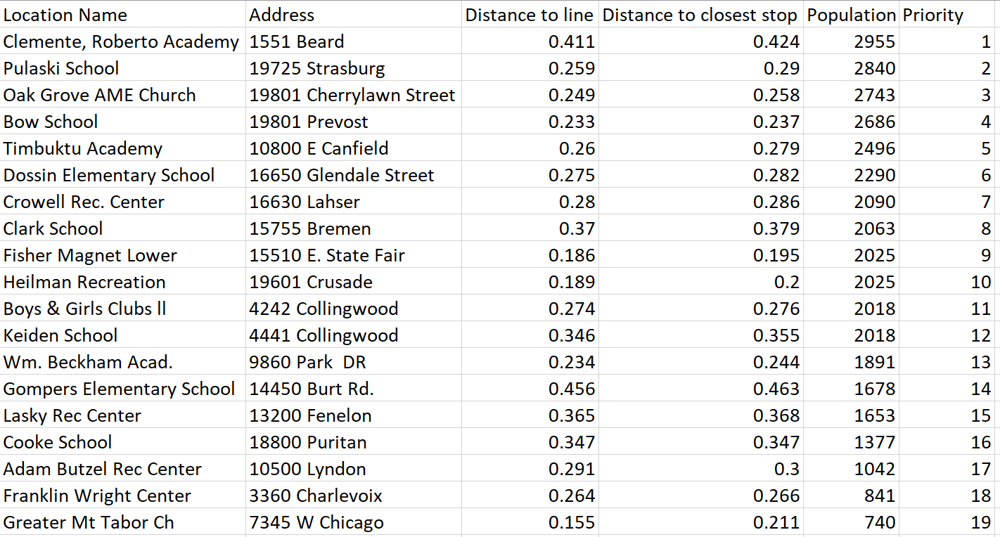 Location Name Address Distance to line Distance to closest stop Population Priority
Clemente, Roberto Academy 1551 Beard 0.411 0.424 2955 1
Pulaski School 19725 Strasburg 0.259 0.29 2840 2
Oak Grove AME Church 19801 Cherrylawn Street 0.249 0.258 2743 3
Bow School 19801 Prevost 0.233 0.237 2686 4
Timbuktu Academy 10800 E Canfield 0.26 0.279 2496 5
Dossin Elementary School 16650 Glendale Street 0.275 0.282 2290 6
Crowell Rec. Center 16630 Lahser 0.28 0.286 2090 7
Clark School 15755 Bremen 0.37 0.379 2063 8
Fisher Magnet Lower 15510 E. State Fair 0.186 0.195 2025 9
Heilman Recreation 19601 Crusade 0.189 0.2 2025 10
Boys & Girls Clubs ll 4242 Collingwood 0.274 0.276 2018 11
Keiden School 4441 Collingwood 0.346 0.355 2018 12
Wm. Beckham Acad. 9860 Park  DR 0.234 0.244 1891 13
Gompers Elementary School 14450 Burt Rd. 0.456 0.463 1678 14
Lasky Rec Center 13200 Fenelon 0.365 0.368 1653 15
Cooke School 18800 Puritan 0.347 0.347 1377 16
Adam Butzel Rec Center 10500 Lyndon 0.291 0.3 1042 17
Franklin Wright Center 3360 Charlevoix 0.264 0.266 841 18
Greater Mt Tabor Ch 7345 W Chicago 0.155 0.211 740 19